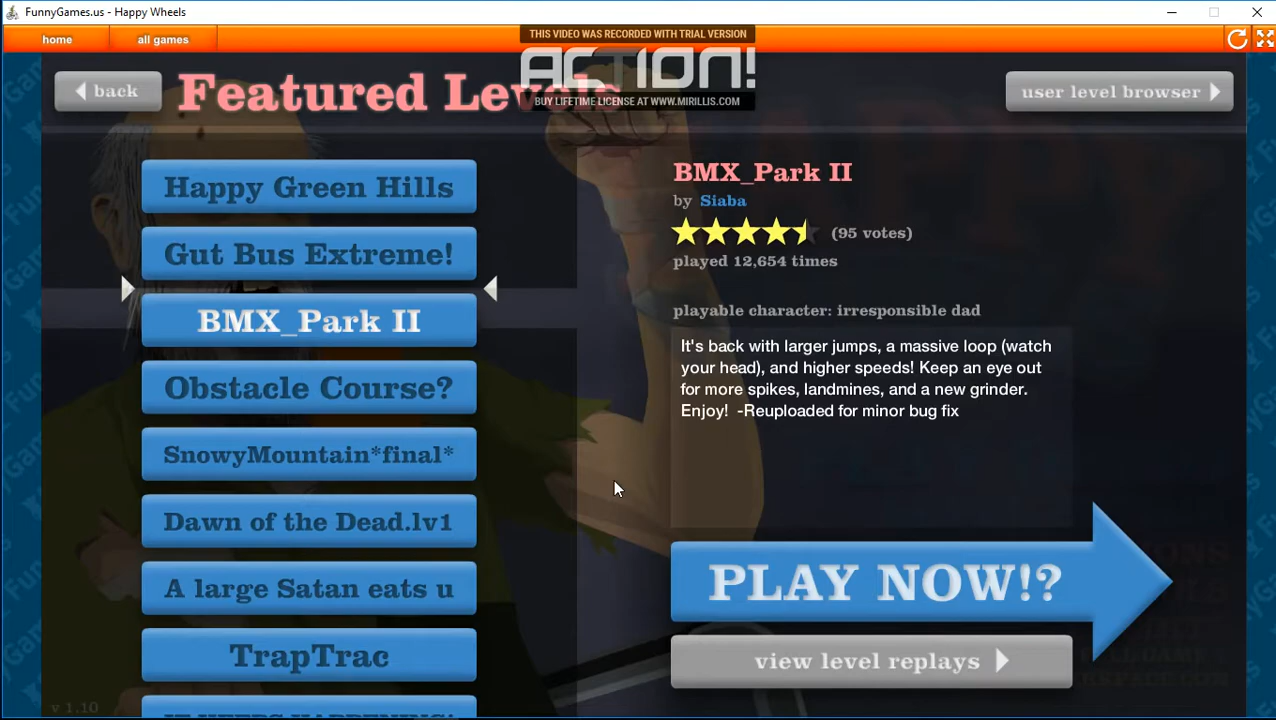 FunnyGames.us - Happy Wheels
home
all games
THIS VIDEO WAS RECORDED WITH TRIAL VERSION
ACTION!
BUY LIFETIME LICENSE AT WWW.MIRILLIS.COM
back
Featured Levels
user level browser
Happy Green Hills
Gut Bus Extreme!
BMX_Park II
Obstacle Course?
SnowyMountain*final*
Dawn of the Dead.lv1
A large Satan eats u
TrapTrac
BMX_Park II
by Siaba
(95 votes)
played 12,654 times
playable character: irresponsible dad
It's back with larger jumps, a massive loop (watch
your head), and higher speeds! Keep an eye out
for more spikes, landmines, and a new grinder.
Enjoy! -Reuploaded for minor bug fix
PLAY NOW!?
view level replays
v 1.10